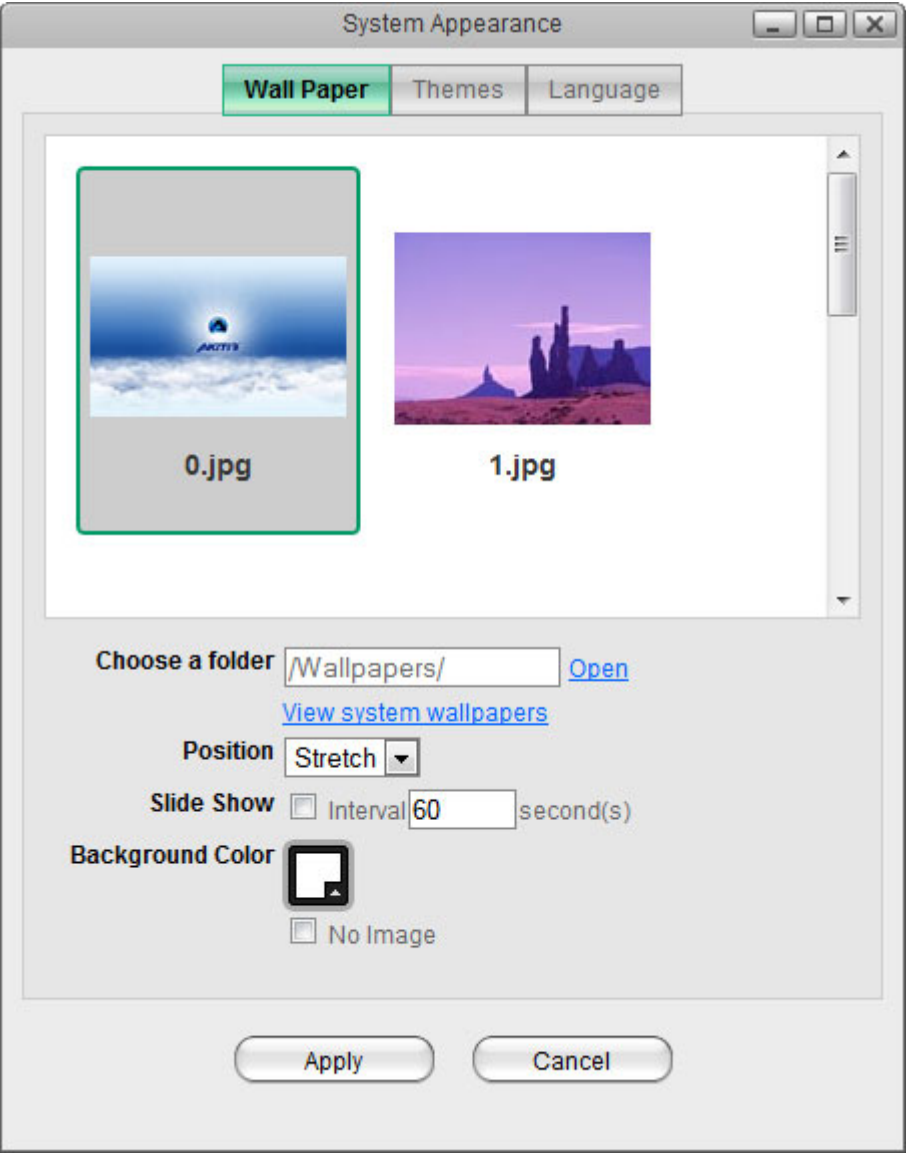 System Appearance
Wall Paper Themes Language
AKITIO
0.jpg 1.jpg
Choose a folder /Wallpapers/ Open
View system wallpapers
Position Stretch
Slide Show Interval 60 second(s)
Background Color
No Image
Apply Cancel